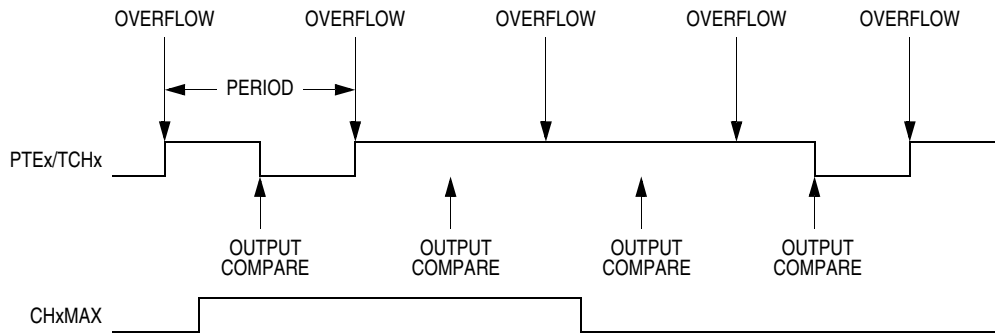 OVERFLOW OVERFLOW OVERFLOW OVERFLOW OVERFLOW
PERIOD
PTEx/TCHx
OUTPUT COMPARE
OUTPUT COMPARE
OUTPUT COMPARE
OUTPUT COMPARE
CHxMAX